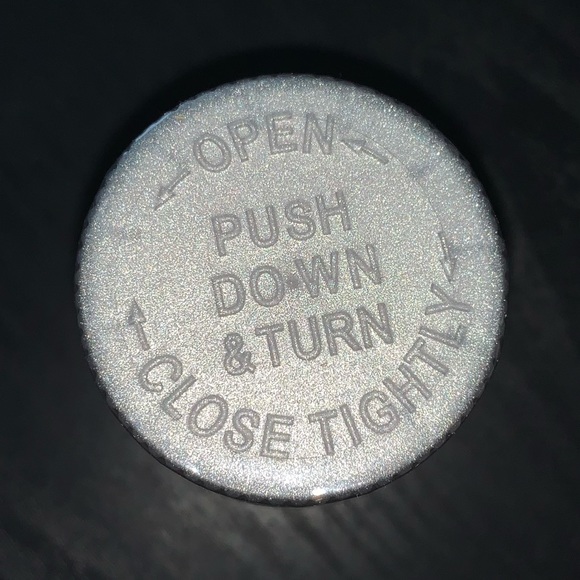 OPEN
PUSH
DOWN
& TURN
CLOSE TIGHTLY